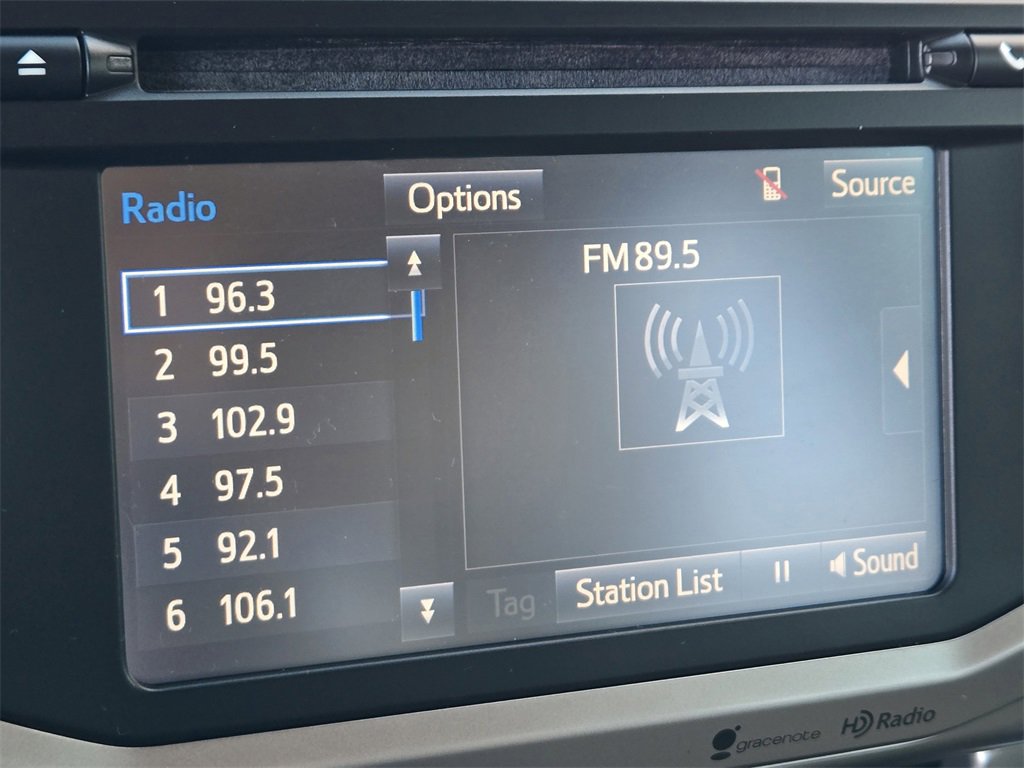 Radio
Options
Source
FM 89.5
1 96.3
2 99.5
3 102.9
4 97.5
5 92.1
6 106.1
Tag
Station List
Sound
gracenote
HD Radio